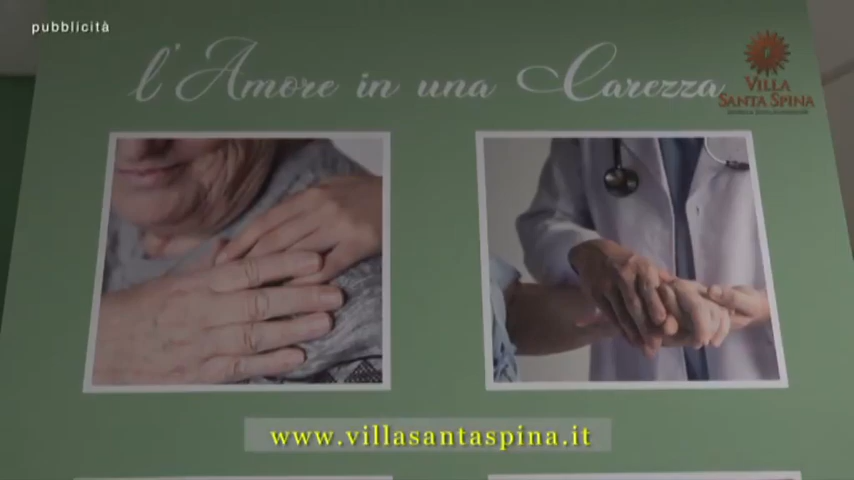 pubblicità
l'Amore in una Carezza
VILLA
SANTA SPINA
www.villasantaspina.it